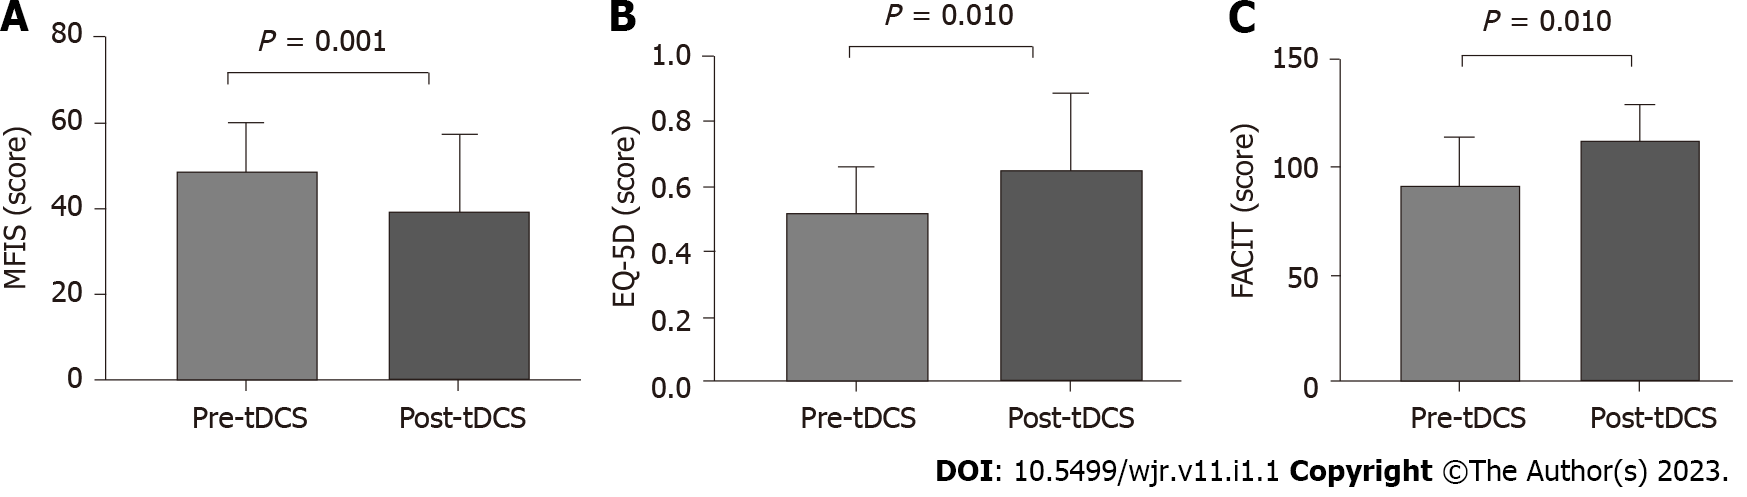 A
P = 0.001
80
60
40
20
0
MFIS (score)
Pre-tDCS
Post-tDCS
B
P = 0.010
1.0
0.8
0.6
0.4
0.2
0.0
EQ-5D (score)
Pre-tDCS
Post-tDCS
C
P = 0.010
150
100
50
0
FACIT (score)
Pre-tDCS
Post-tDCS
DOI: 10.5499/wjr.v11.i1.1 Copyright ©The Author(s) 2023.